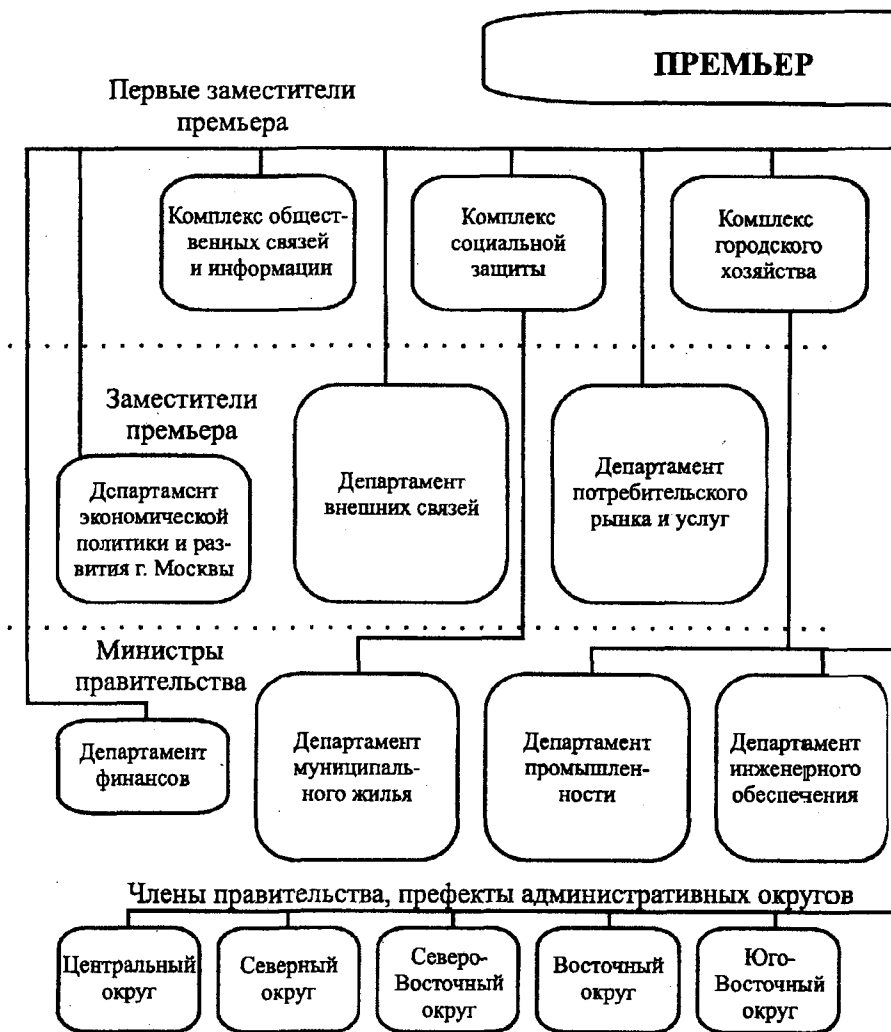 ПРЕМЬЕР
Первые заместители
премьера
Комплекс общест-
венных связей
и информации
Комплекс
социальной
защиты
Комплекс
городского
хозяйства
Заместители
премьера
Департамент
экономической
политики и раз-
вития г. Москвы
Департамент
внешних связей
Департамент
потребительского
рынка и услуг
Министры
правительства
Департамент
финансов
Департамент
муниципаль-
ного жилья
Департамент
промышлен-
ности
Департамент
инженерного
обеспечения
Члены правительства, префекты административных округов
Центральный
округ
Северный
округ
Северо-
Восточный
округ
Восточный
округ
Юго-
Восточный
округ